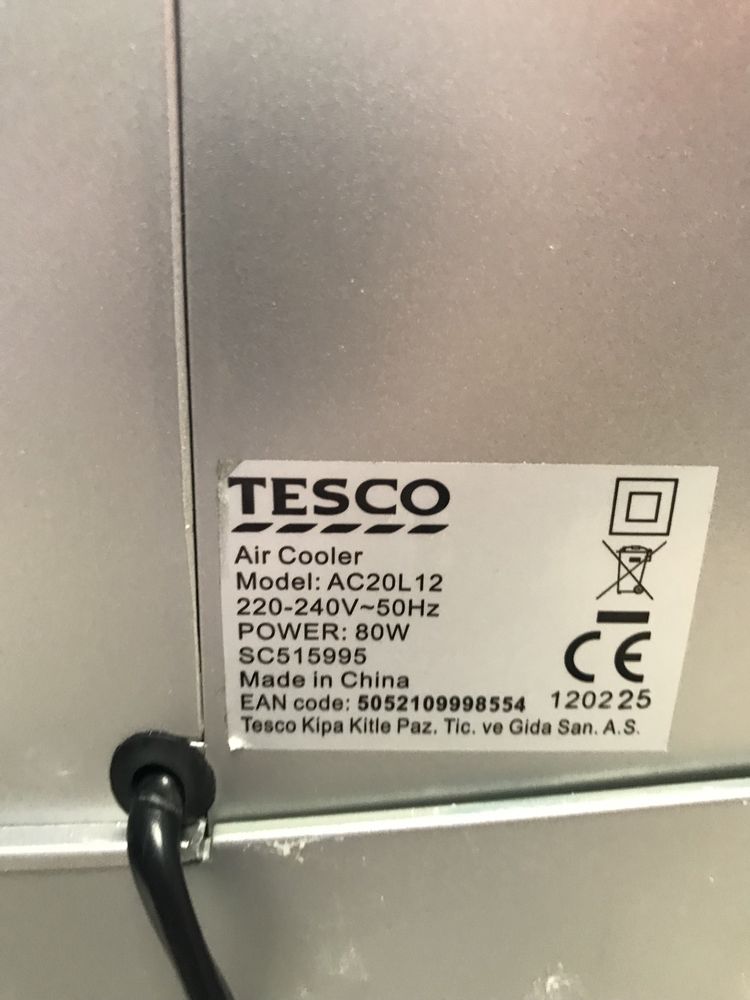 TESCO
Air Cooler
Model: AC20L12
220-240V~50Hz
POWER: 80W
SC515995
Made in China
EAN code: 5052109998554
CE
120225
Tesco Kipa Kitle Paz. Tic. ve Gida San. A.S.